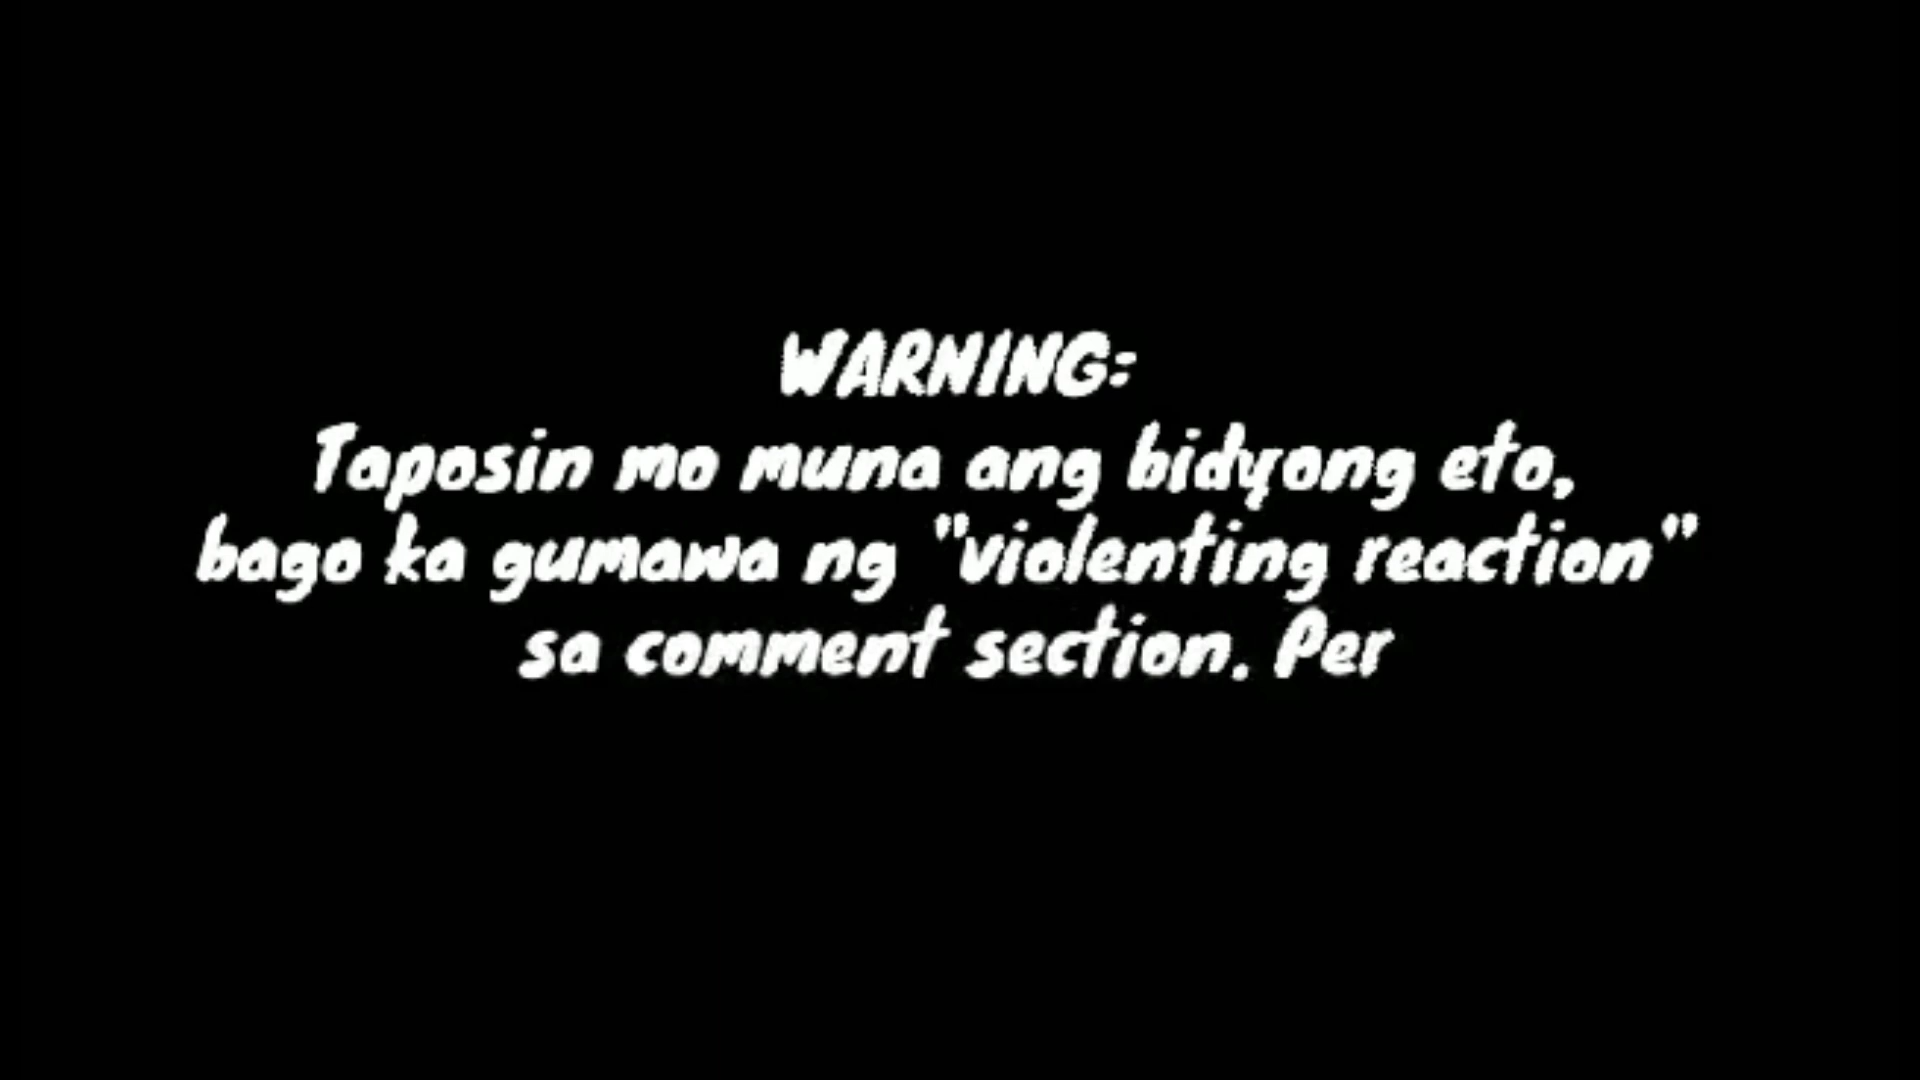 WARNING:
Taposin mo muna ang bidyong eto,
bago ka gumawa ng "violenting reaction"
sa comment section. Per